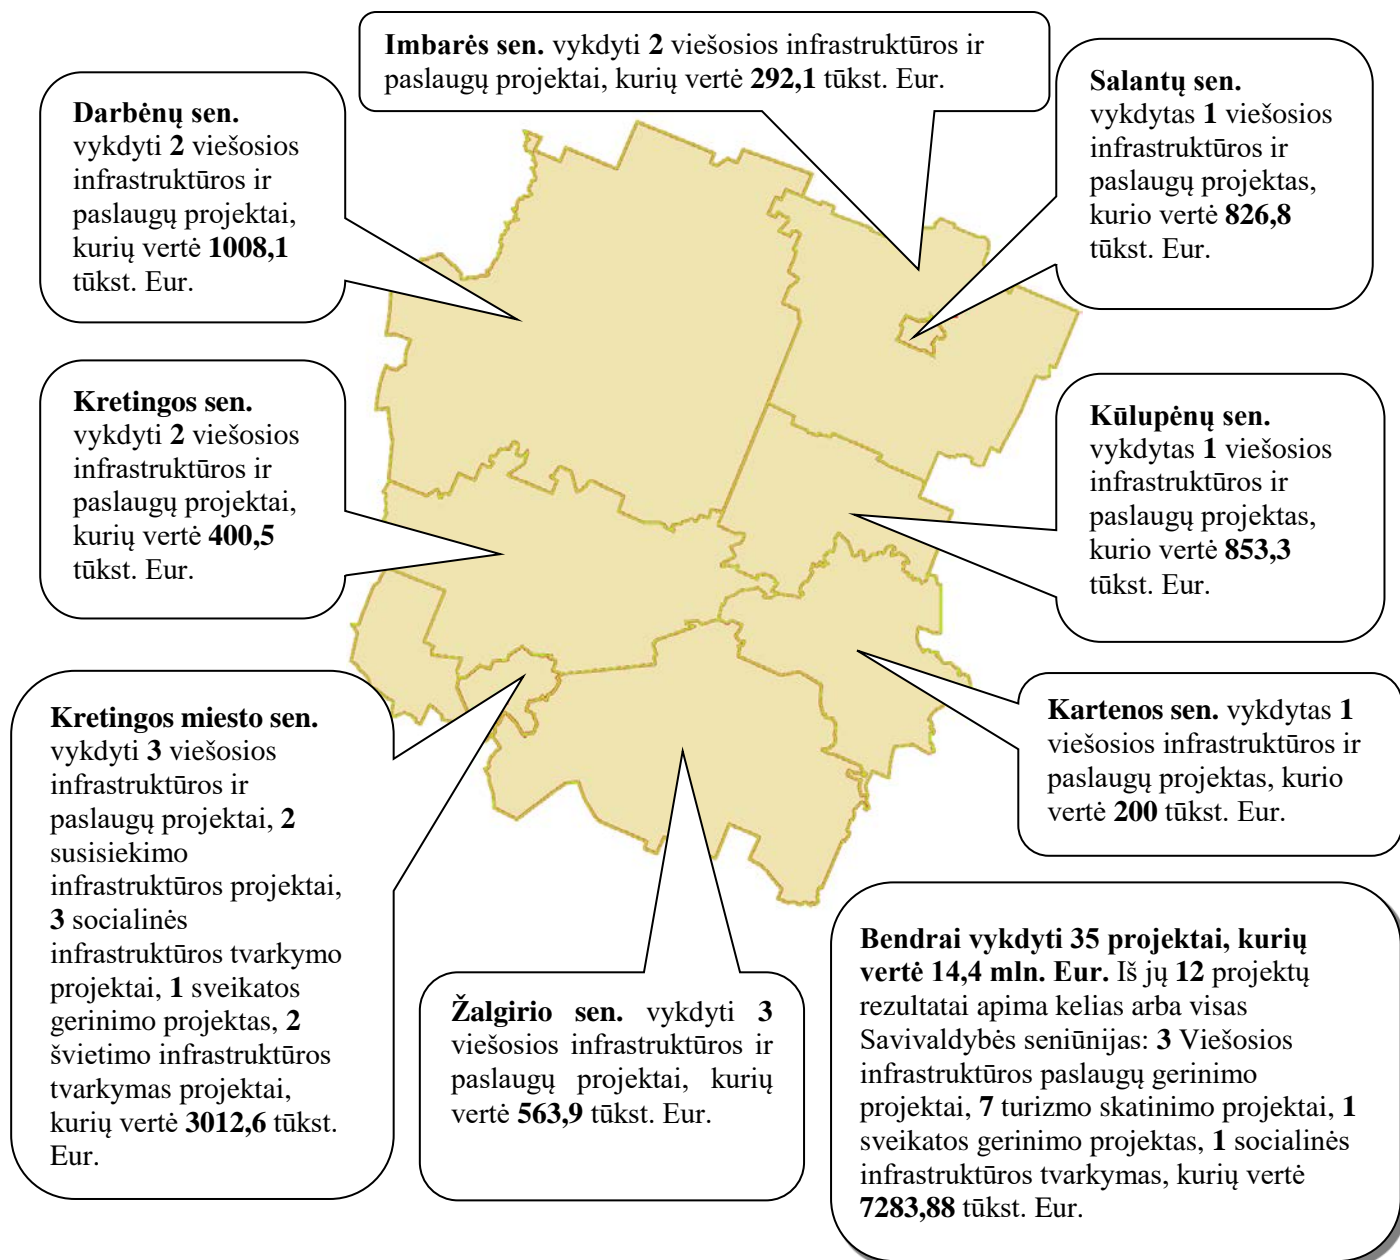 Imbarės sen. vykdyti 2 viešosios infrastruktūros ir
paslaugų projektai, kurių vertė 292,1 tūkst. Eur.
Darbėnų sen.
vykdyti 2 viešosios
infrastruktūros ir
paslaugų projektai,
kurių vertė 1008,1
tūkst. Eur.
Salantų sen.
vykdytas 1 viešosios
infrastruktūros ir
paslaugų projektas,
kurio vertė 826,8
tūkst. Eur.
Kretingos sen.
vykdyti 2 viešosios
infrastruktūros ir
paslaugų projektai,
kurių vertė 400,5
tūkst. Eur.
Kūlupėnų sen.
vykdytas 1 viešosios
infrastruktūros ir
paslaugų projektas,
kurio vertė 853,3
tūkst. Eur.
Kretingos miesto sen.
vykdyti 3 viešosios
infrastruktūros ir
paslaugų projektai, 2
susisiekimo
infrastruktūros projektai,
3 socialinės
infrastruktūros tvarkymo
projektai, 1 sveikatos
gerinimo projektas, 2
švietimo infrastruktūros
tvarkymas projektai,
kurių vertė 3012,6 tūkst.
Eur.
Kartenos sen. vykdytas 1
viešosios infrastruktūros ir
paslaugų projektas, kurio
vertė 200 tūkst. Eur.
Žalgirio sen. vykdyti 3
viešosios infrastruktūros ir
paslaugų projektai, kurių
vertė 563,9 tūkst. Eur.
Bendrai vykdyti 35 projektai, kurių
vertė 14,4 mln. Eur. Iš jų 12 projektų
rezultatai apima kelias arba visas
Savivaldybės seniūnijas: 3 Viešosios
infrastruktūros paslaugų gerinimo
projektai, 7 turizmo skatinimo projektai, 1
sveikatos gerinimo projektas, 1 socialinės
infrastruktūros tvarkymas, kurių vertė
7283,88 tūkst. Eur.